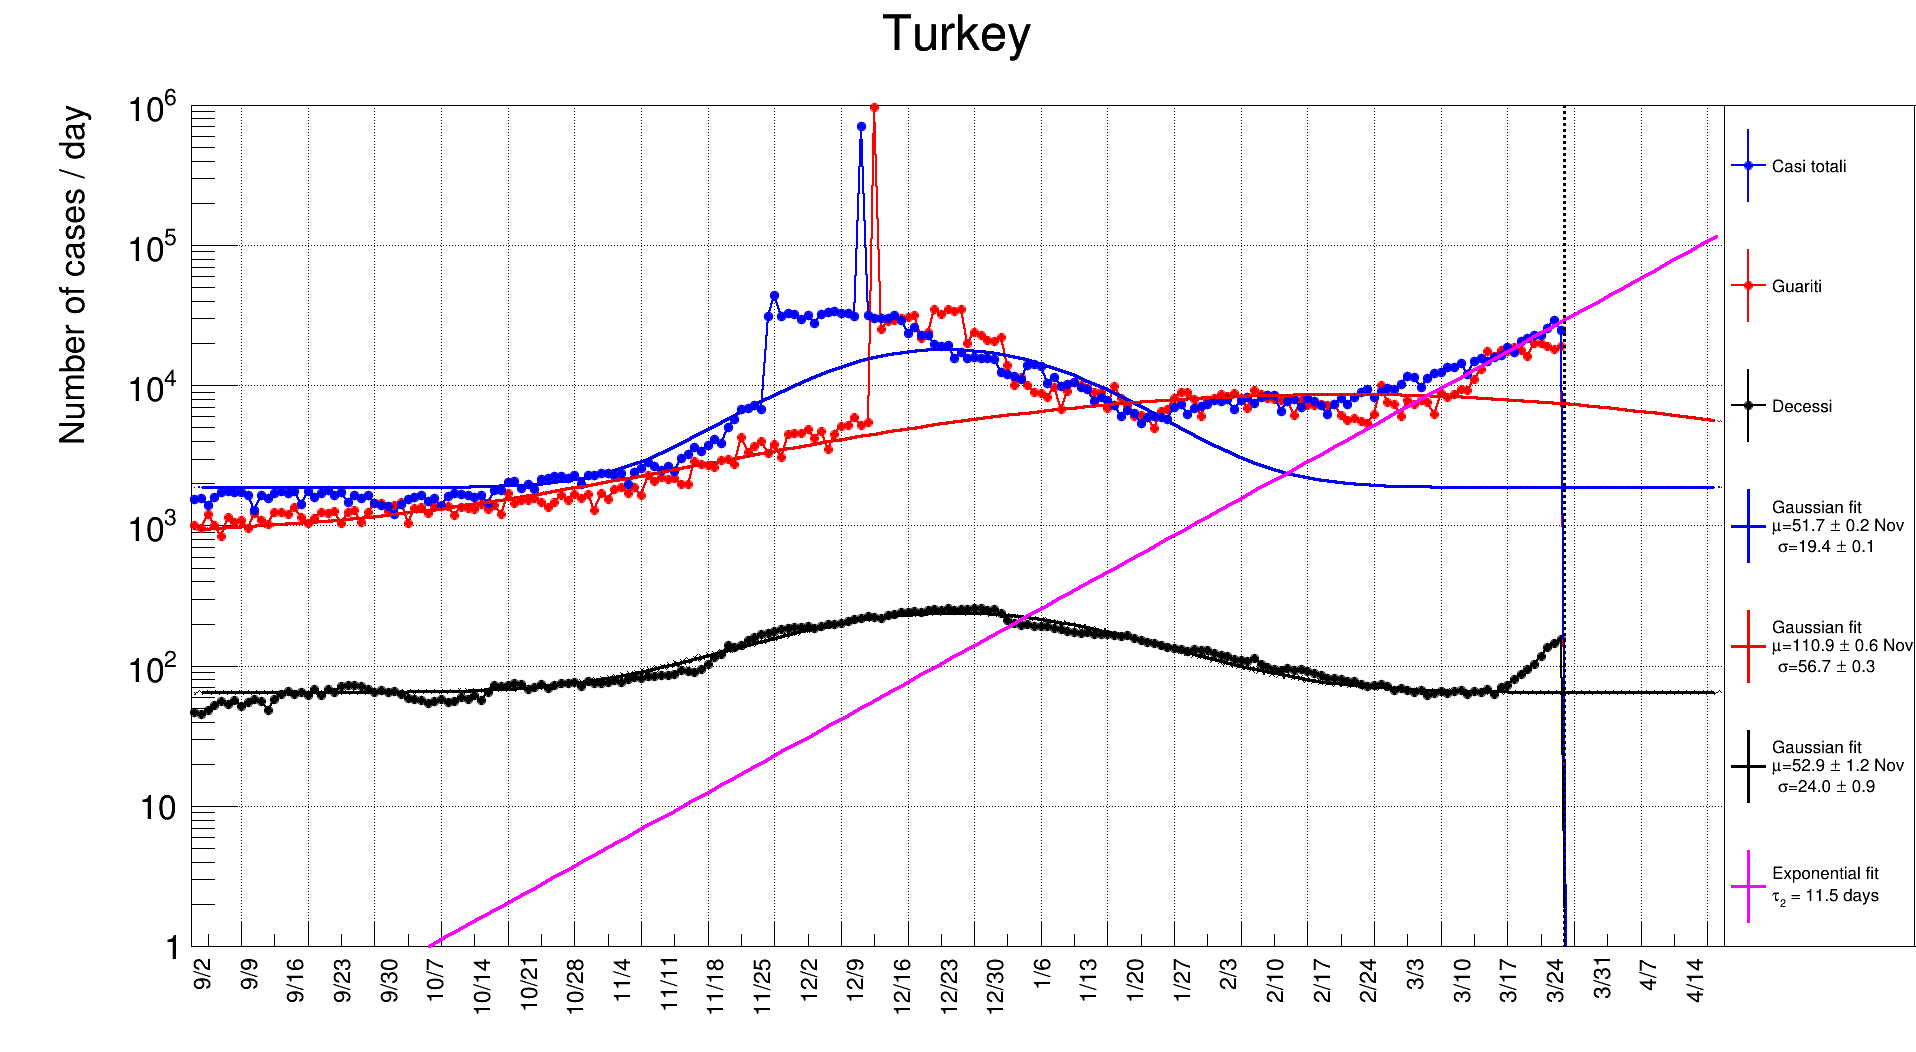 Turkey
Number of cases / day
10^6
10^5
10^4
10^3
10^2
10
1
9/2
9/9
9/16
9/23
9/30
10/7
10/14
10/21
10/28
11/4
11/11
11/18
11/25
12/2
12/9
12/16
12/23
12/30
1/6
1/13
1/20
1/27
2/3
2/10
2/17
2/24
3/3
3/10
3/17
3/24
3/31
4/7
4/14
Casi totali
Guariti
Decessi
Gaussian fit
μ=51.7 ± 0.2 Nov
σ=19.4 ± 0.1
Gaussian fit
μ=110.9 ± 0.6 Nov
σ=56.7 ± 0.3
Gaussian fit
μ=52.9 ± 1.2 Nov
σ=24.0 ± 0.9
Exponential fit
τ₂ = 11.5 days